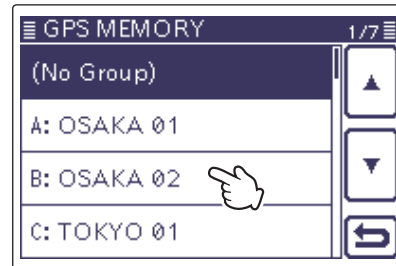 GPS MEMORY 1/7
(No Group)
A: OSAKA 01
B: OSAKA 02
C: TOKYO 01